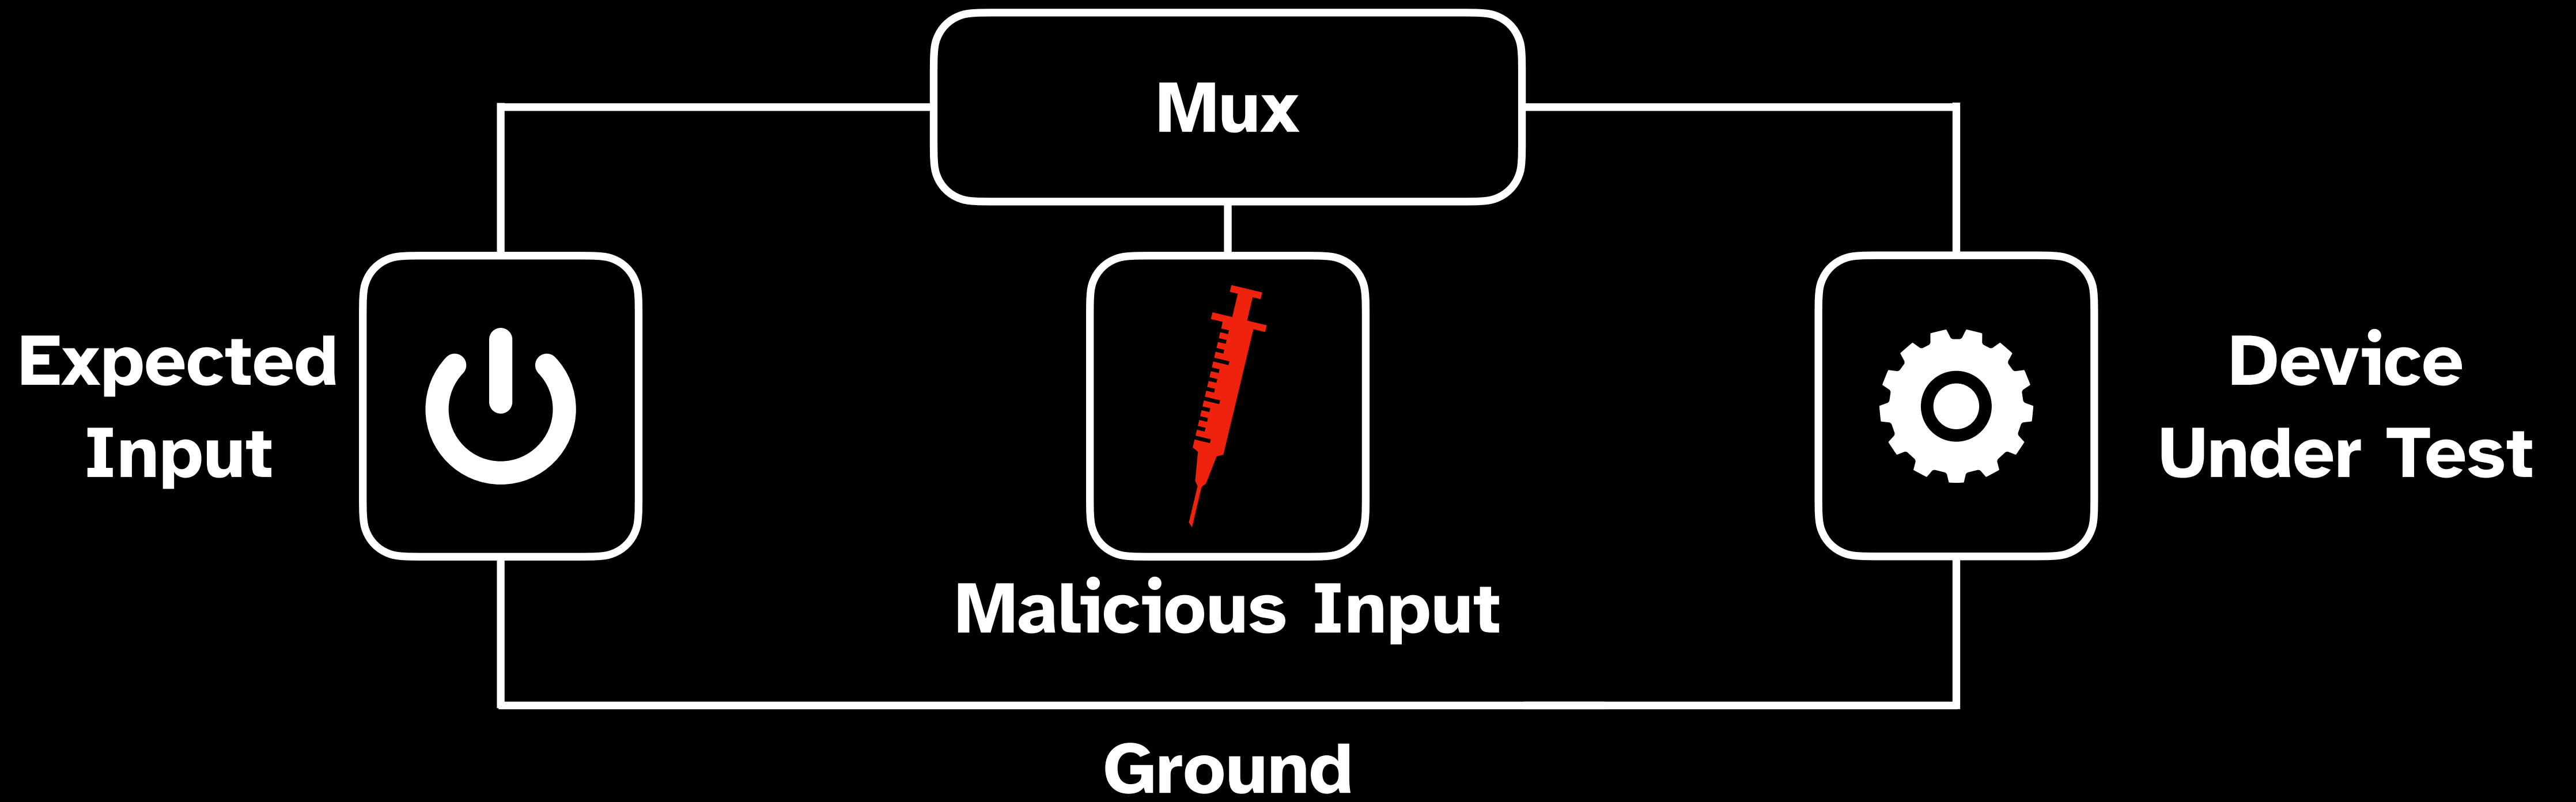 Mux
Expected
Input
Malicious Input
Device
Under Test
Ground